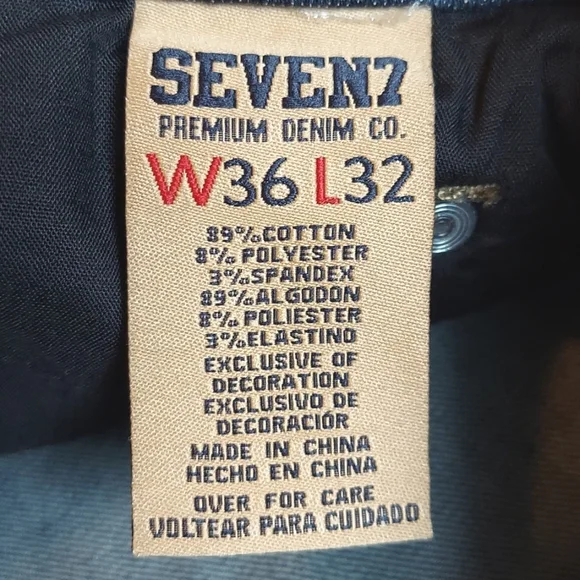 SEVEN7
PREMIUM DENIM CO.
W36 L32
89%COTTON
8%POLYESTER
3%SPANDEX
89%ALGODON
8%POLIESTER
3%ELASTINO
EXCLUSIVE OF
DECORATION
EXCLUSIVO DE
DECORACIÓR
MADE IN CHINA
HECHO EN CHINA
OVER FOR CARE
VOLTEAR PARA CUIDADO